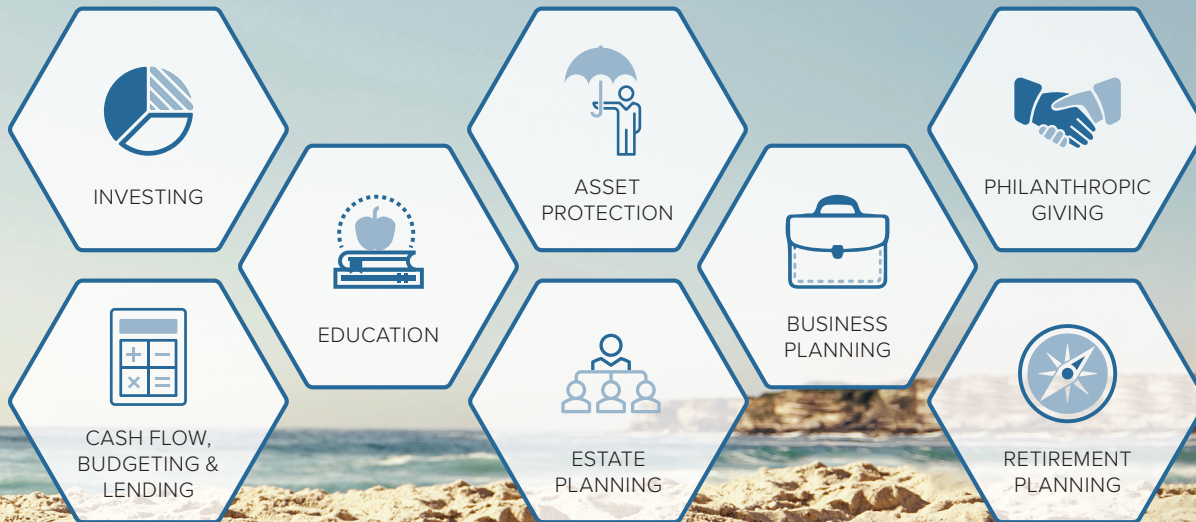 INVESTING
ASSET
PROTECTION
PHILANTHROPIC
GIVING
EDUCATION
BUSINESS
PLANNING
CASH FLOW,
BUDGETING &
LENDING
ESTATE
PLANNING
RETIREMENT
PLANNING